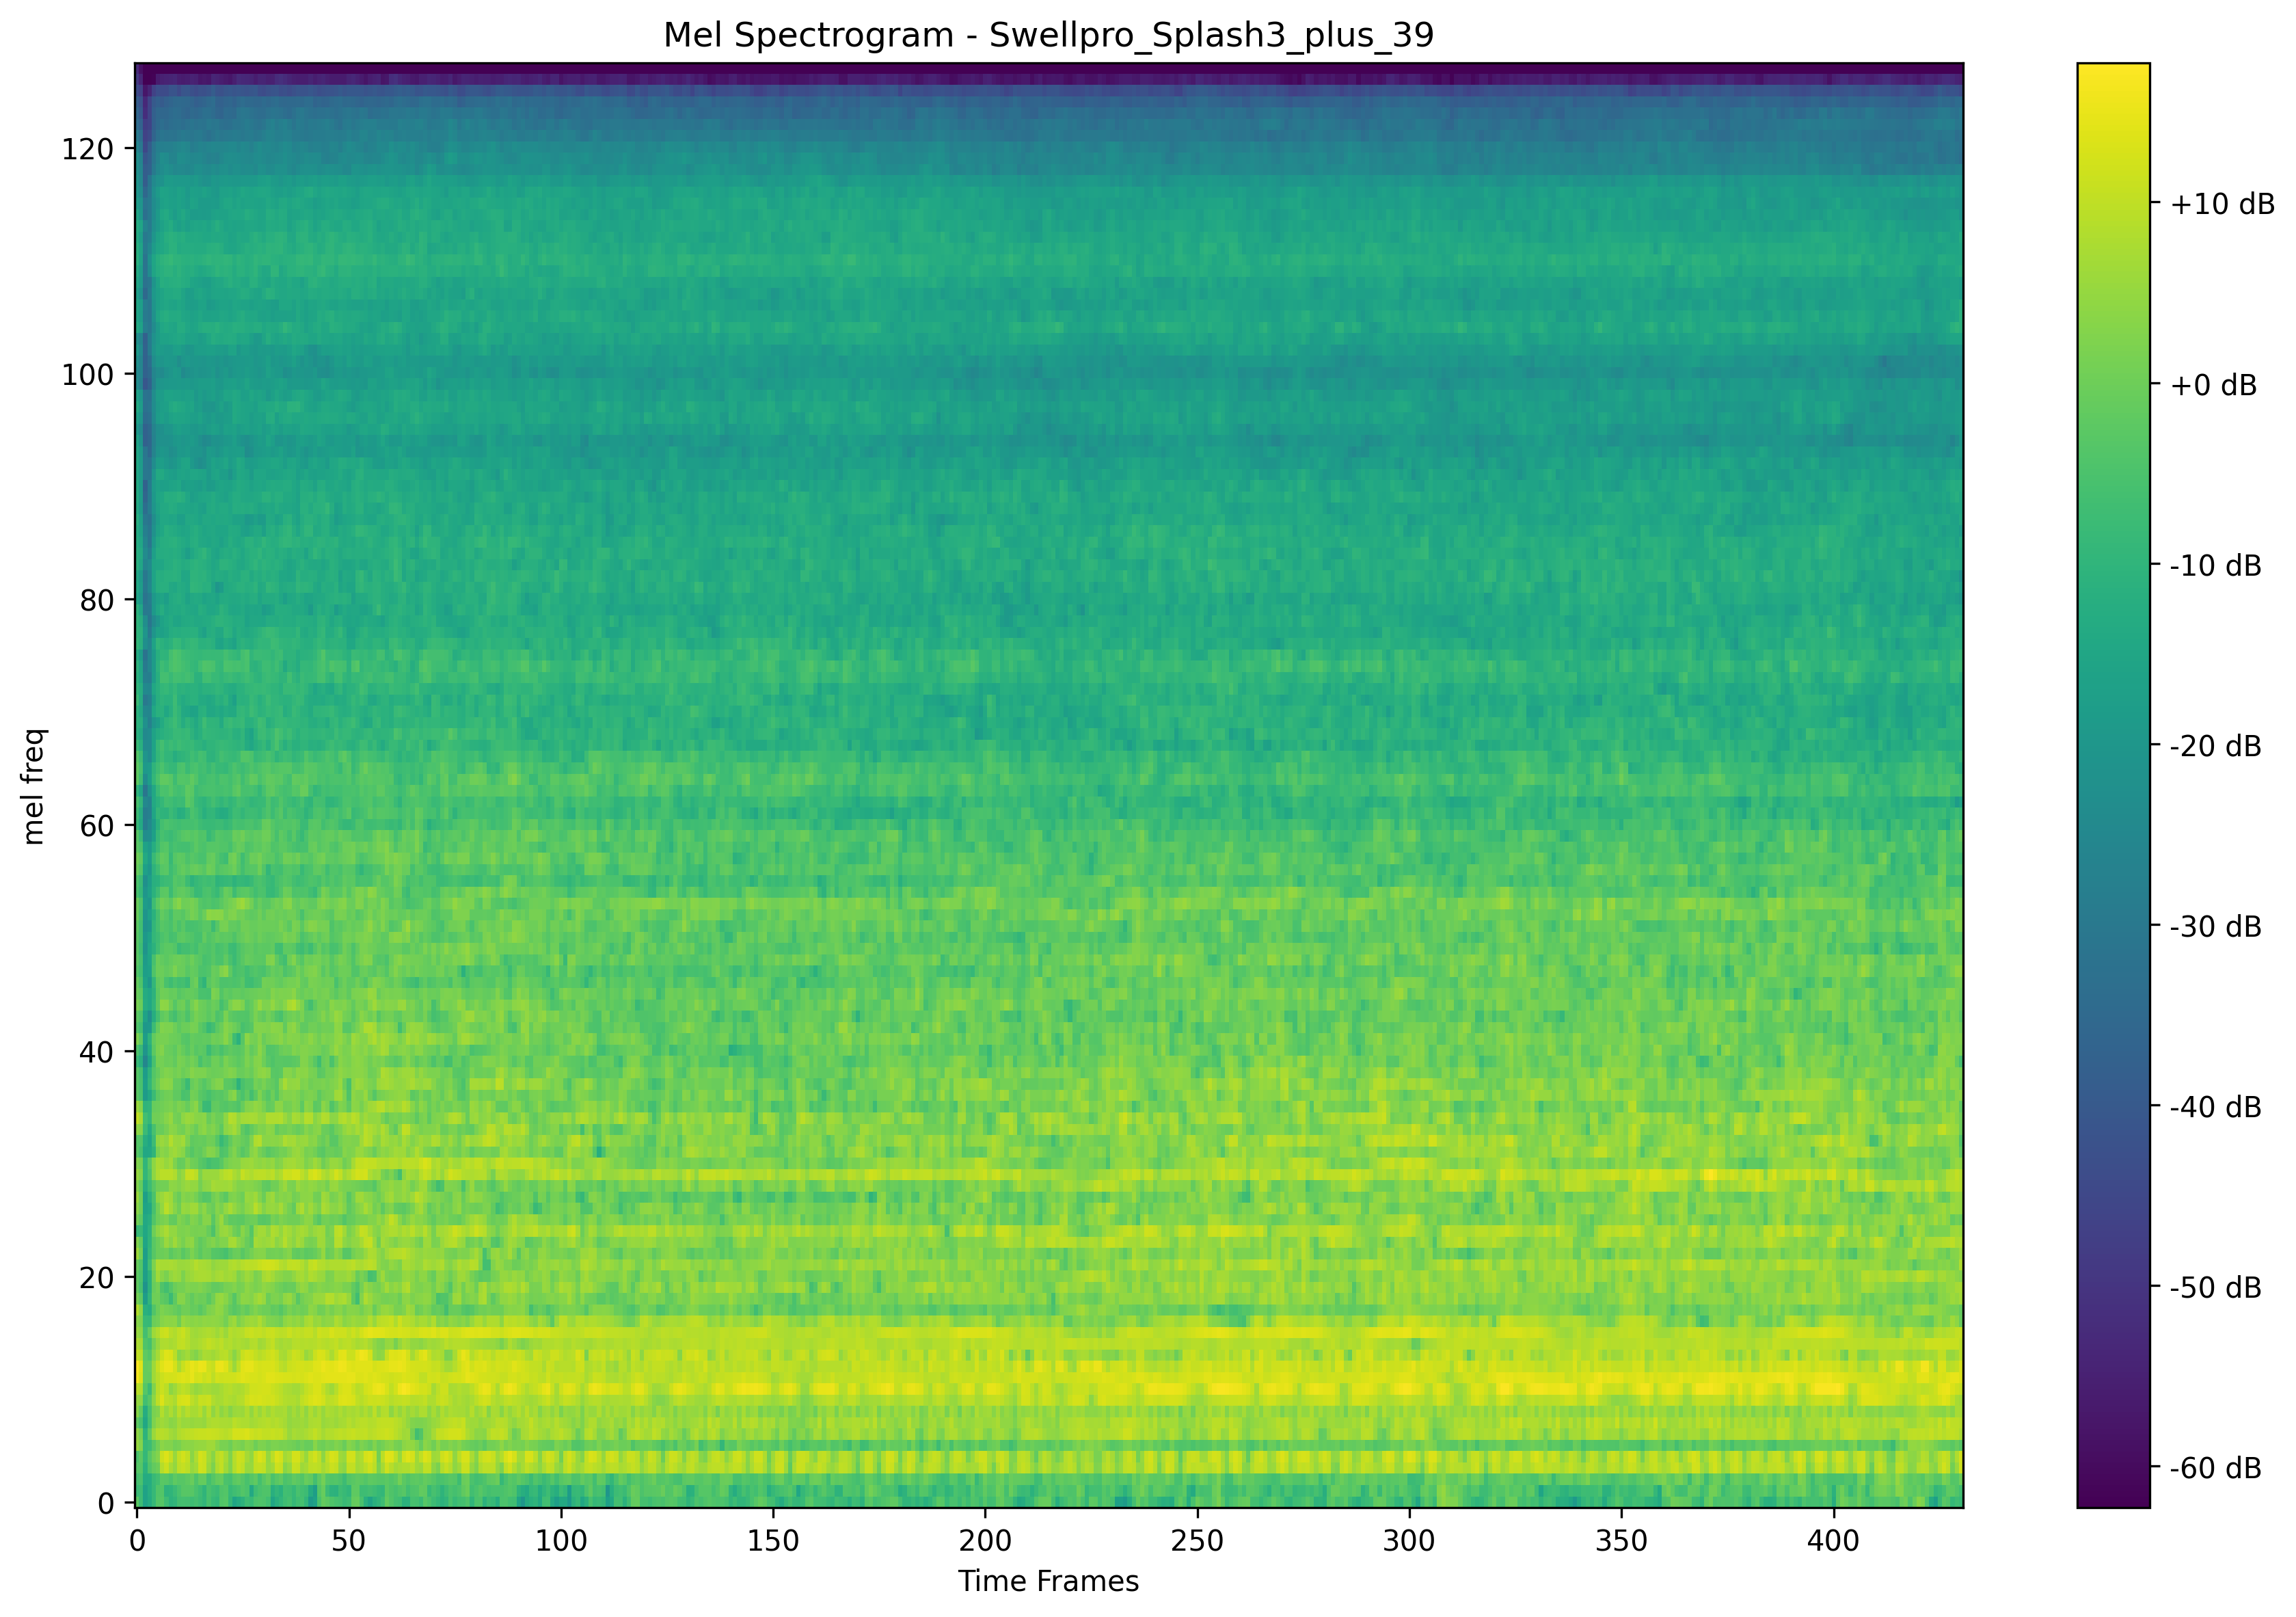 Mel Spectrogram - Swellpro_Splash3_plus_39
mel freq
120
100
80
60
40
20
0
0 50 100 150 200 250 300 350 400
Time Frames
+10 dB
+0 dB
-10 dB
-20 dB
-30 dB
-40 dB
-50 dB
-60 dB